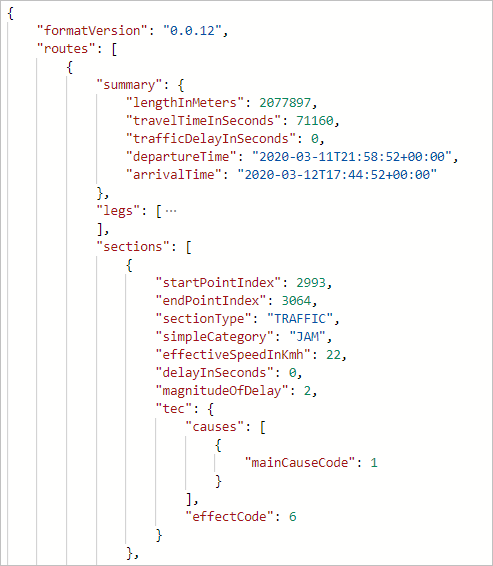 {
    "formatVersion": "0.0.12",
    "routes": [
        {
            "summary": {
                "lengthInMeters": 2077897,
                "travelTimeInSeconds": 71160,
                "trafficDelayInSeconds": 0,
                "departureTime": "2020-03-11T21:58:52+00:00",
                "arrivalTime": "2020-03-12T17:44:52+00:00"
            },
            "legs": [ ...
            ],
            "sections": [
                {
                    "startPointIndex": 2993,
                    "endPointIndex": 3064,
                    "sectionType": "TRAFFIC",
                    "simpleCategory": "JAM",
                    "effectiveSpeedInKmh": 22,
                    "delayInSeconds": 0,
                    "magnitudeOfDelay": 2,
                    "tec": {
                        "causes": [
                            {
                                "mainCauseCode": 1
                            }
                        ],
                        "effectCode": 6
                    }
                },